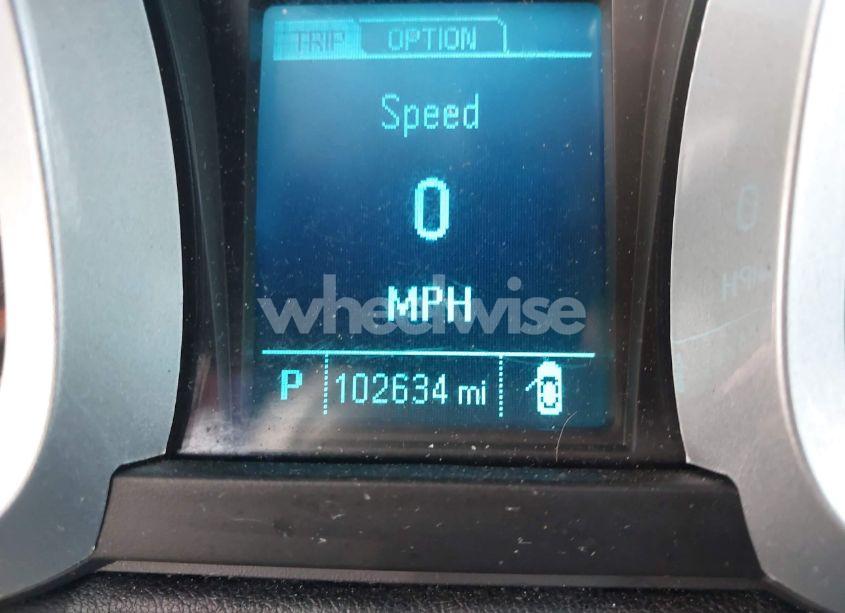 TRIP OPTION
Speed
0
MPH
wheelwise
P 102634 mi